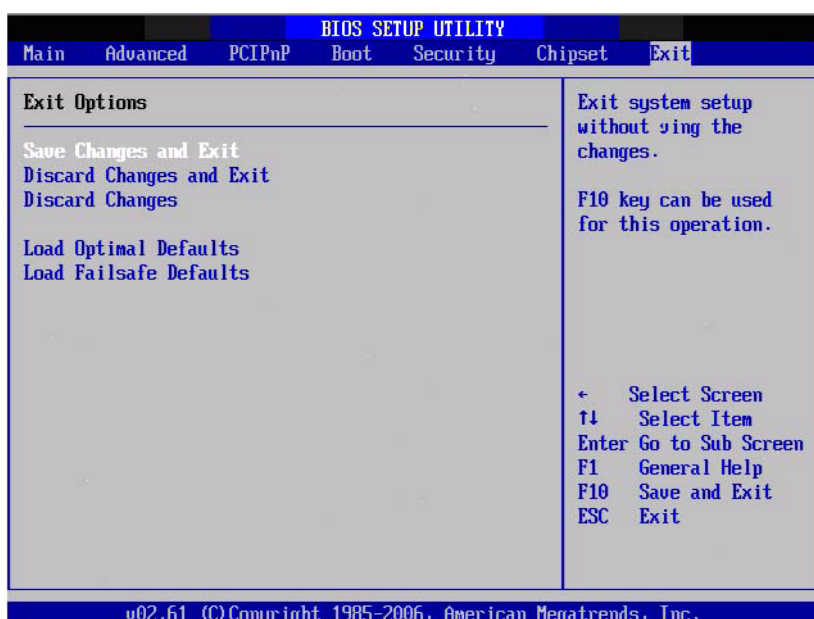 BIOS SETUP UTILITY
Main Advanced PCIPnP Boot Security Chipset Exit
Exit Options
Save Changes and Exit
Discard Changes and Exit
Discard Changes
Load Optimal Defaults
Load Failsafe Defaults
Exit system setup
without ving the
changes.
F10 key can be used
for this operation.
← Select Screen
↑↓ Select Item
Enter Go to Sub Screen
F1 General Help
F10 Save and Exit
ESC Exit
v02.61 (C)Copyright 1985-2006, American Megatrends, Inc.